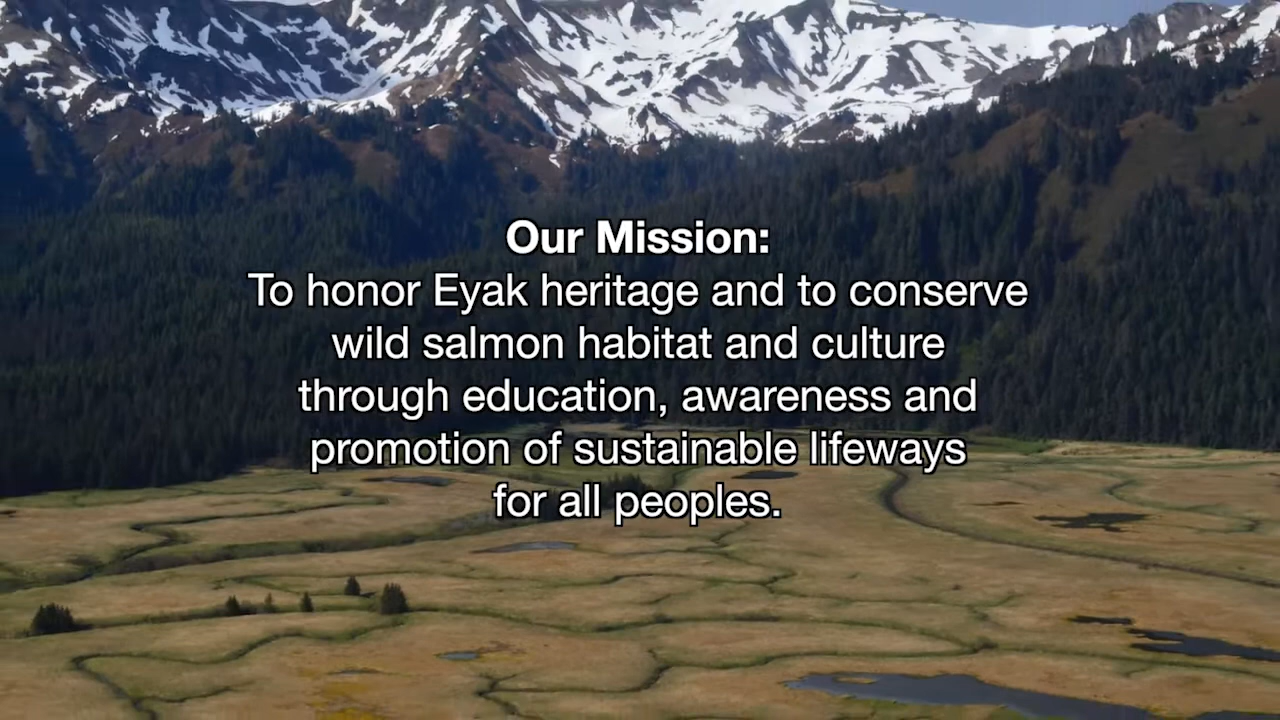 Our Mission:
To honor Eyak heritage and to conserve
wild salmon habitat and culture
through education, awareness and
promotion of sustainable lifeways
for all peoples.